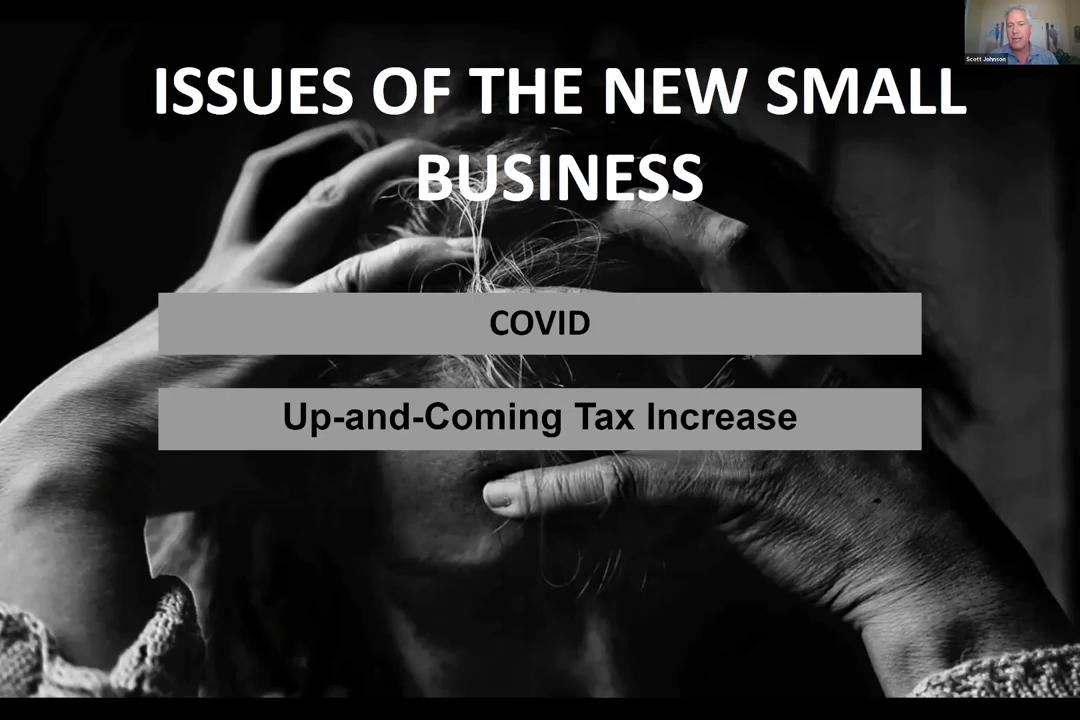 Scott Johnson
ISSUES OF THE NEW SMALL
BUSINESS
COVID
Up-and-Coming Tax Increase